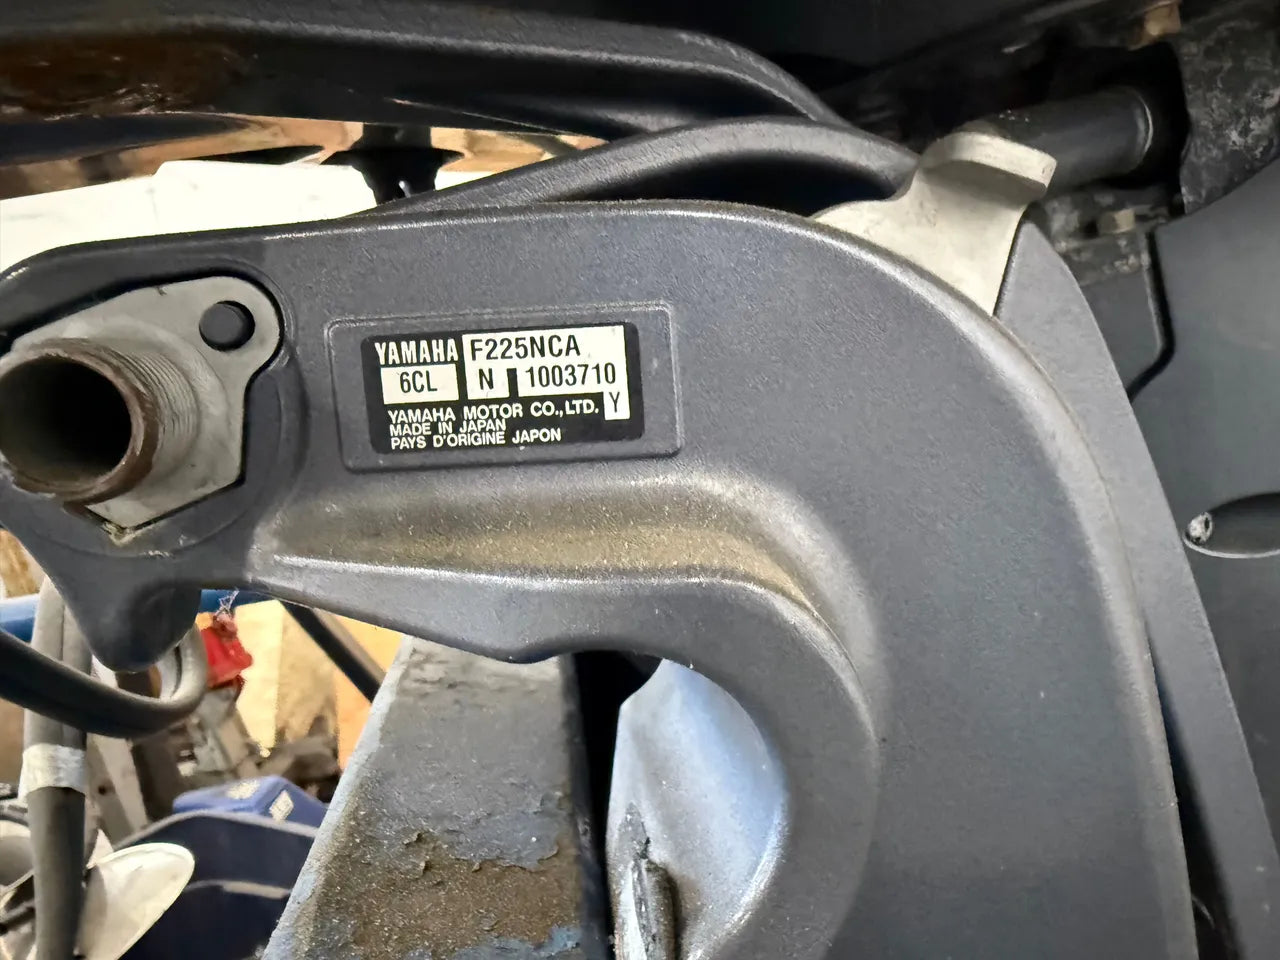 YAMAHA F225NCA
6CL N 1003710
YAMAHA MOTOR CO.,LTD. Y
MADE IN JAPAN
PAYS D'ORIGINE JAPON